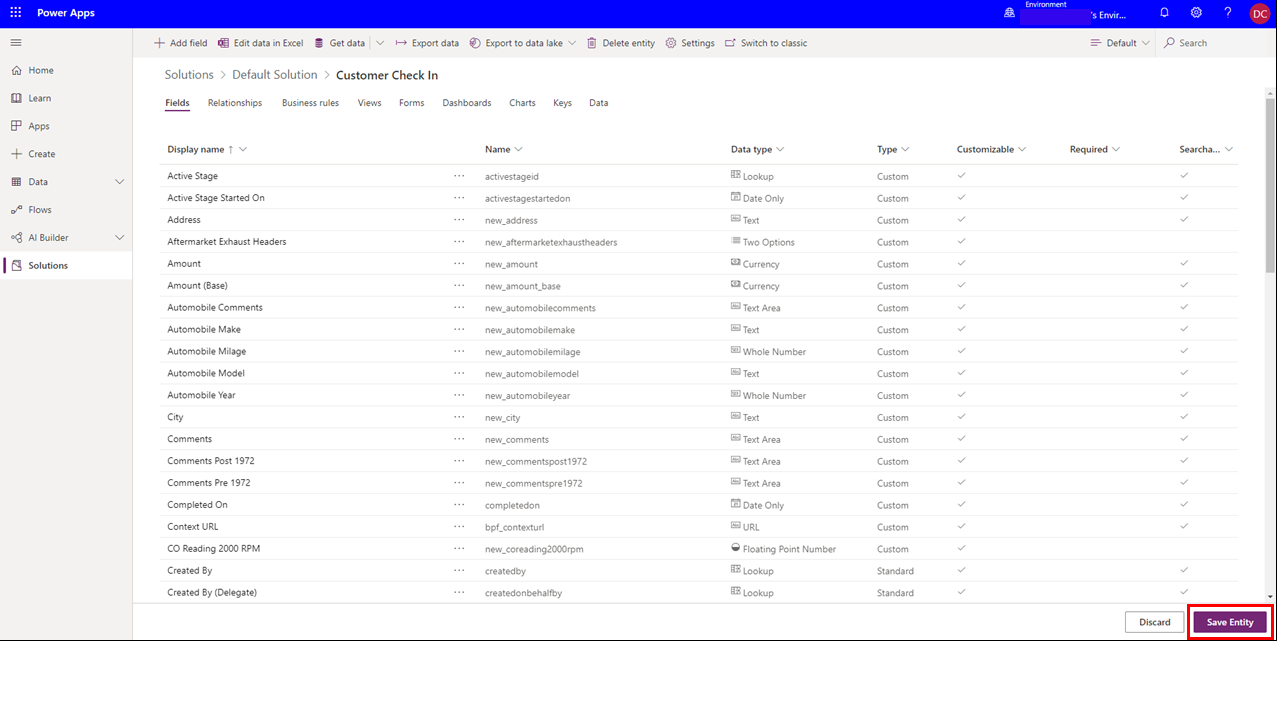 Power Apps
Environment
's Envir...
DC
Add field Edit data in Excel Get data Export data Export to data lake Delete entity Settings Switch to classic Default Search
Home
Learn
Apps
Create
Data
Flows
AI Builder
Solutions
Solutions > Default Solution > Customer Check In
Fields Relationships Business rules Views Forms Dashboards Charts Keys Data
Display name ↑ Name Data type Type Customizable Required Searcha...
Active Stage ··· activestageid Lookup Custom
Active Stage Started On ··· activestagestartedon Date Only Custom
Address ··· new_address Text Custom
Aftermarket Exhaust Headers ··· new_aftermarketexhaustheaders Two Options Custom
Amount ··· new_amount Currency Custom
Amount (Base) ··· new_amount_base Currency Custom
Automobile Comments ··· new_automobilecomments Text Area Custom
Automobile Make ··· new_automobilemake Text Custom
Automobile Milage ··· new_automobilemilage Whole Number Custom
Automobile Model ··· new_automobilemodel Text Custom
Automobile Year ··· new_automobileyear Whole Number Custom
City ··· new_city Text Custom
Comments ··· new_comments Text Area Custom
Comments Post 1972 ··· new_commentspost1972 Text Area Custom
Comments Pre 1972 ··· new_commentspre1972 Text Area Custom
Completed On ··· completedon Date Only Custom
Context URL ··· bpf_contexturl URL Custom
CO Reading 2000 RPM ··· new_coreading2000rpm Floating Point Number Custom
Created By ··· createdby Lookup Standard
Created By (Delegate) ··· createdonbehalfby Lookup Standard
Discard Save Entity